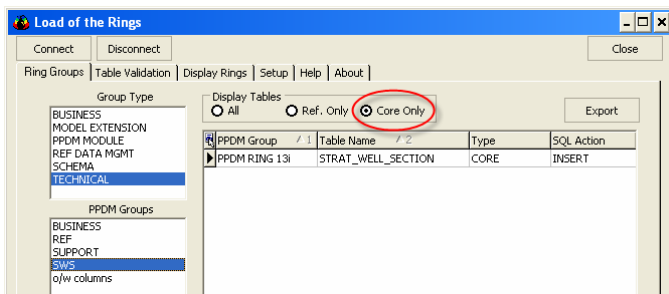 Load of the Rings
Connect Disconnect Close
Ring Groups Table Validation Display Rings Setup Help About
Group Type
BUSINESS
MODEL EXTENSION
PPDM MODULE
REF DATA MGMT
SCHEMA
TECHNICAL
PPDM Groups
BUSINESS
REF
SUPPORT
SWS
o/w columns
Display Tables
All Ref. Only Core Only
Export
PPDM Group / 1 Table Name / 2 Type SQL Action
PPDM RING 13i STRAT_WELL_SECTION CORE INSERT